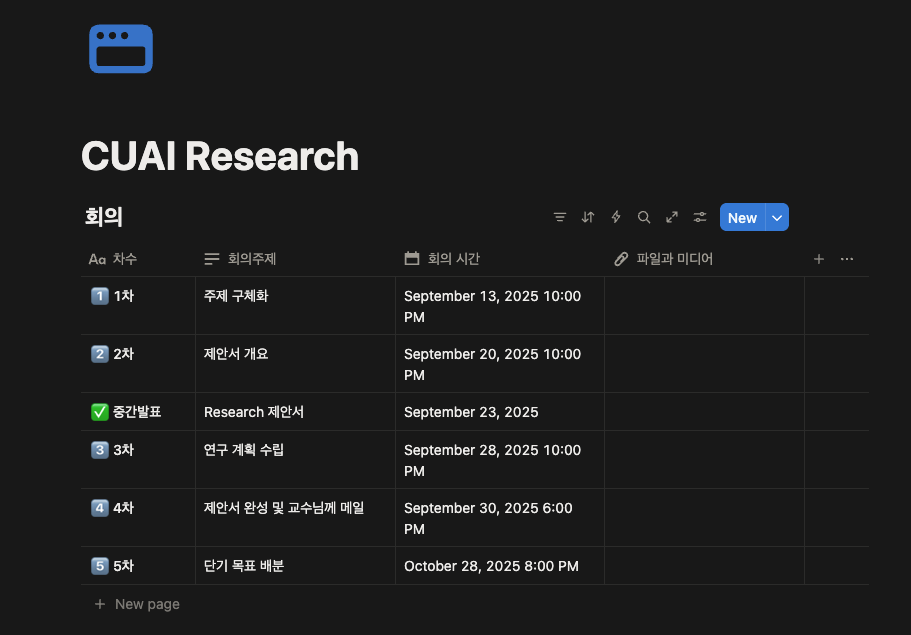 CUAI Research
회의
New
Aa 차수
회의주제
회의 시간
파일과 미디어
1 1차
주제 구체화
September 13, 2025 10:00
PM
2 2차
제안서 개요
September 20, 2025 10:00
PM
중간발표
Research 제안서
September 23, 2025
3 3차
연구 계획 수립
September 28, 2025 10:00
PM
4 4차
제안서 완성 및 교수님께 메일
September 30, 2025 6:00
PM
5 5차
단기 목표 배분
October 28, 2025 8:00 PM
New page